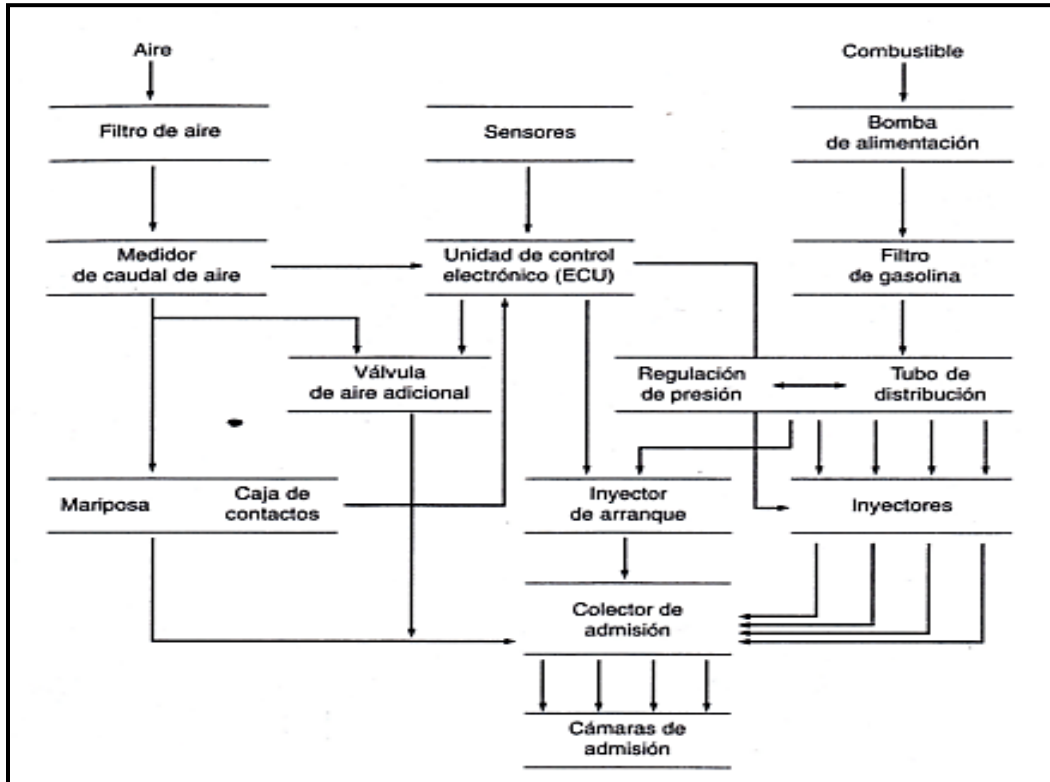 Aire
Combustible
Filtro de aire
Sensores
Bomba
de alimentación
Medidor
de caudal de aire
Unidad de control
electrónico (ECU)
Filtro
de gasolina
Válvula
de aire adicional
Regulación
de presión
Tubo de
distribución
Mariposa
Caja de
contactos
Inyector
de arranque
Inyectores
Colector de
admisión
Cámaras de
admisión